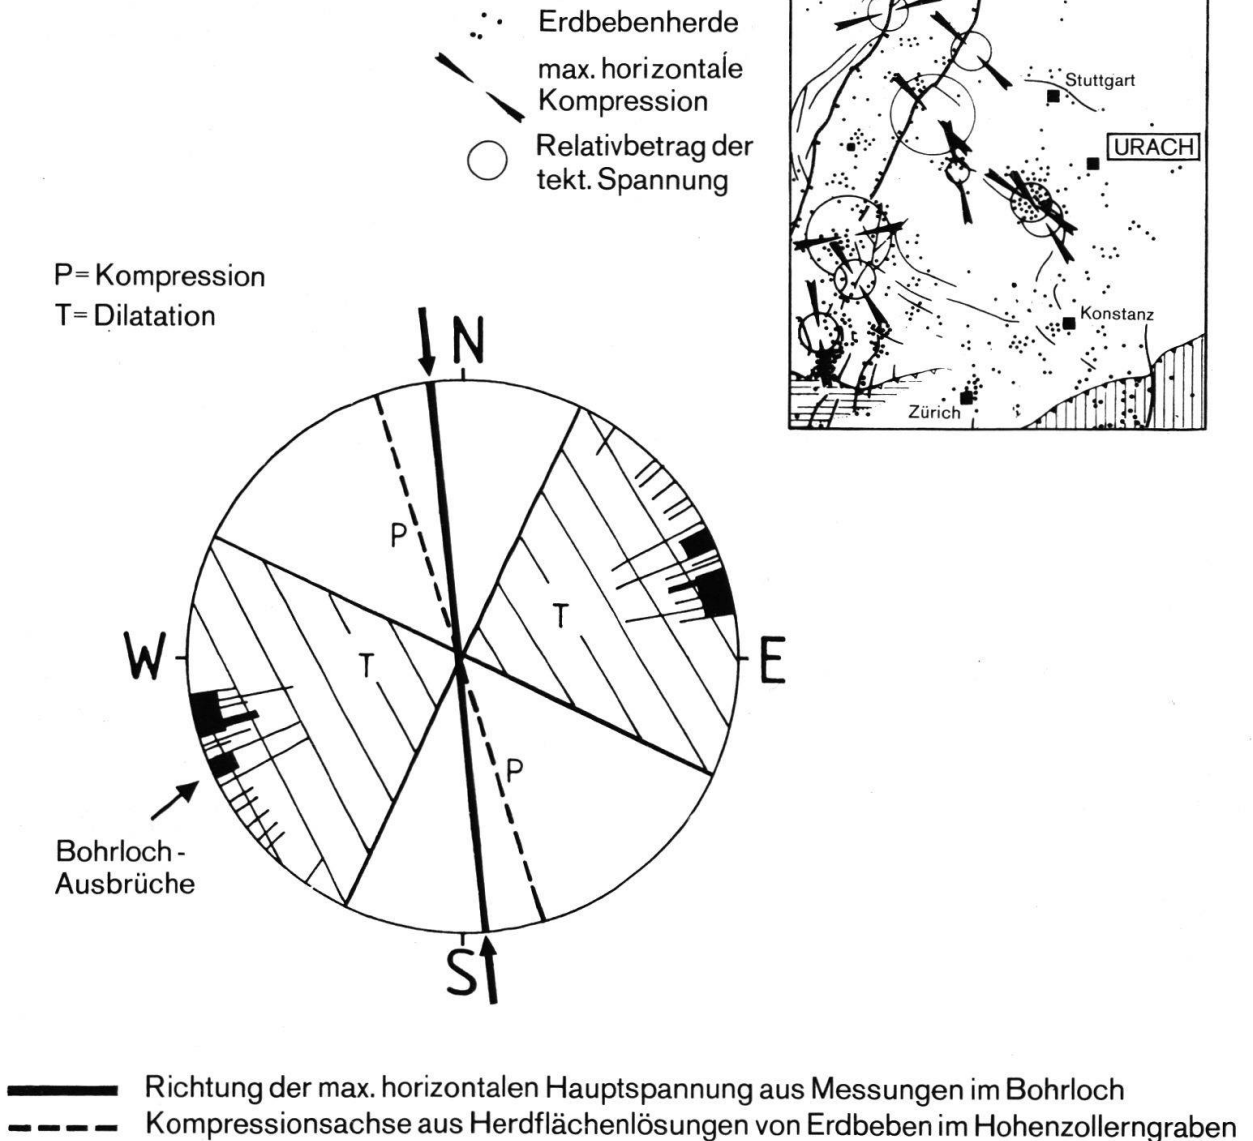 Erdbebenherde
max. horizontale
Kompression
Relativbetrag der
tekt. Spannung
Stuttgart
URACH
Konstanz
Zürich
P= Kompression
T= Dilatation
N
P
T
T
W
E
P
Bohrloch-
Ausbrüche
S
Richtung der max. horizontalen Hauptspannung aus Messungen im Bohrloch
Kompressionsachse aus Herdflächenlösungen von Erdbeben im Hohenzollerngraben